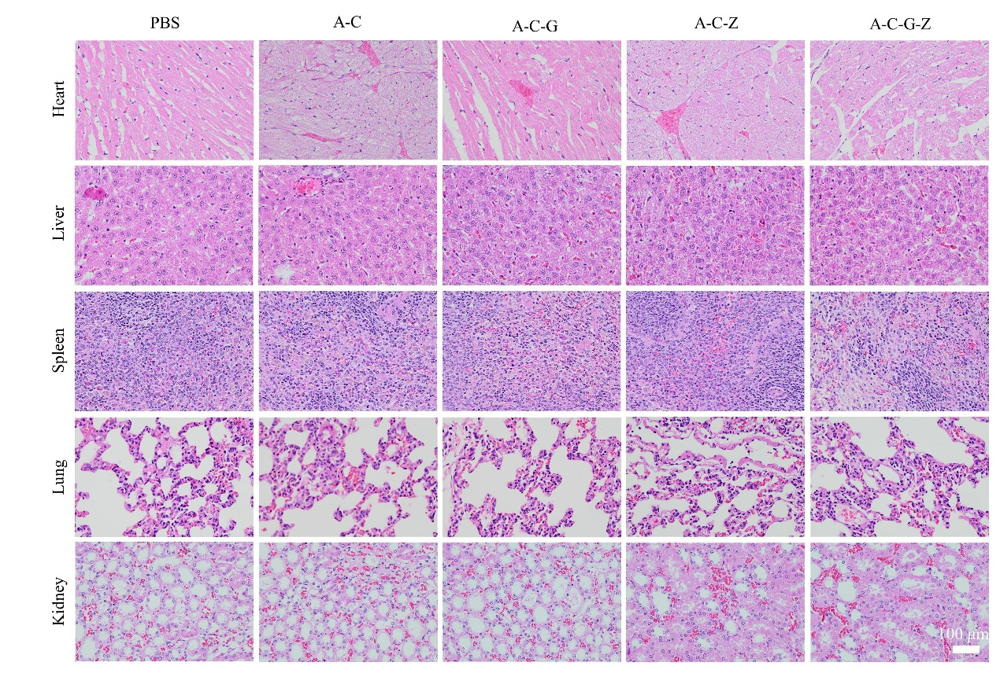 PBS A-C A-C-G A-C-Z A-C-G-Z
Heart
Liver
Spleen
Lung
Kidney
100 μm